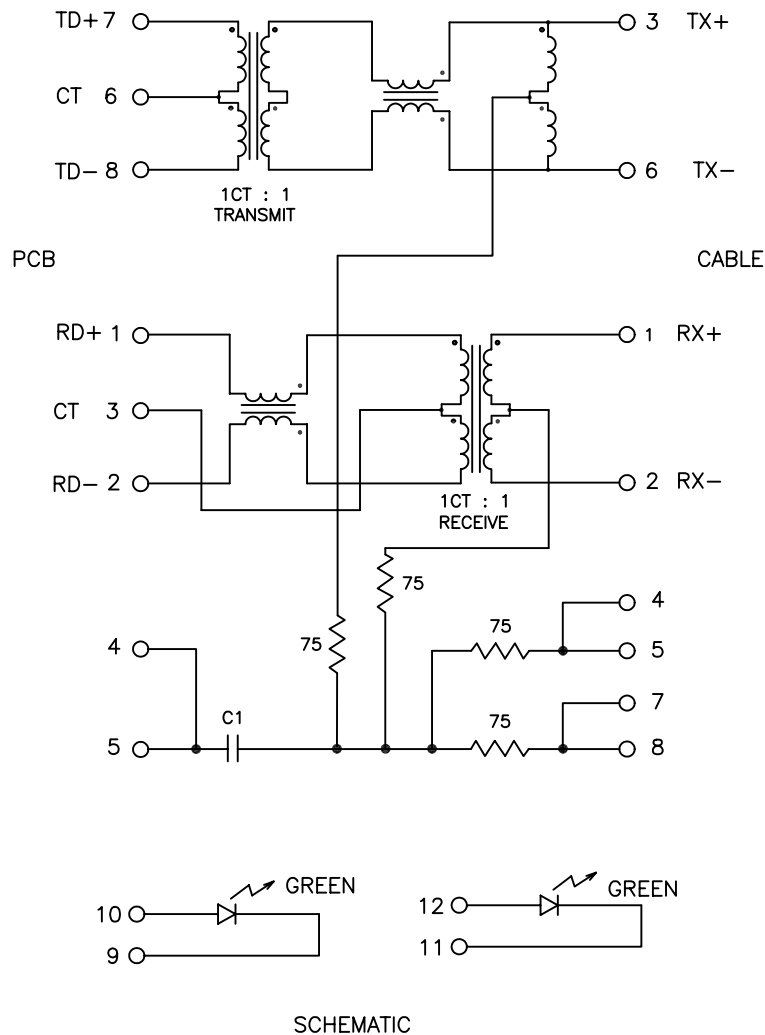 TD+ 7 3 TX+
CT 6
TD- 8 6 TX-
1CT : 1
TRANSMIT
PCB CABLE
RD+ 1 1 RX+
CT 3
RD- 2 2 RX-
1CT : 1
RECEIVE
75
4
75 75
4 5
7
C1 75
5 8
GREEN GREEN
10 12
9 11
SCHEMATIC